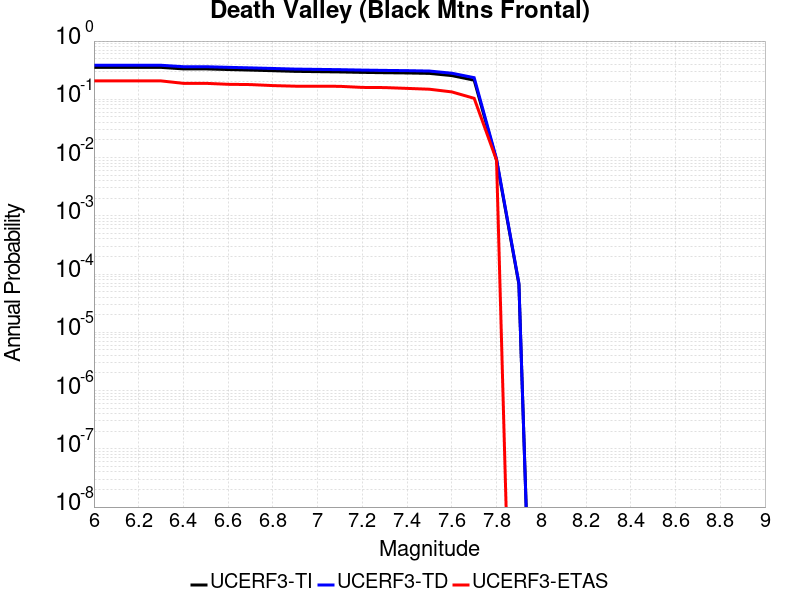 Death Valley (Black Mtns Frontal)
10^0
10^-1
10^-2
10^-3
10^-4
10^-5
10^-6
10^-7
10^-8
Annual Probability
6 6.2 6.4 6.6 6.8 7 7.2 7.4 7.6 7.8 8 8.2 8.4 8.6 8.8 9
Magnitude
UCERF3-TI UCERF3-TD UCERF3-ETAS